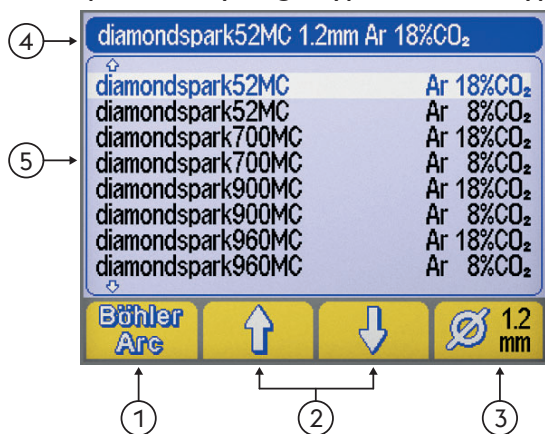 ④ diamondspark52MC 1.2mm Ar 18%CO₂
diamondspark52MC Ar 18%CO₂
diamondspark52MC Ar 8%CO₂
diamondspark700MC Ar 18%CO₂
⑤ diamondspark700MC Ar 8%CO₂
diamondspark900MC Ar 18%CO₂
diamondspark900MC Ar 8%CO₂
diamondspark960MC Ar 18%CO₂
diamondspark960MC Ar 8%CO₂
Böhler Ø 1.2
Arc mm
① ② ③